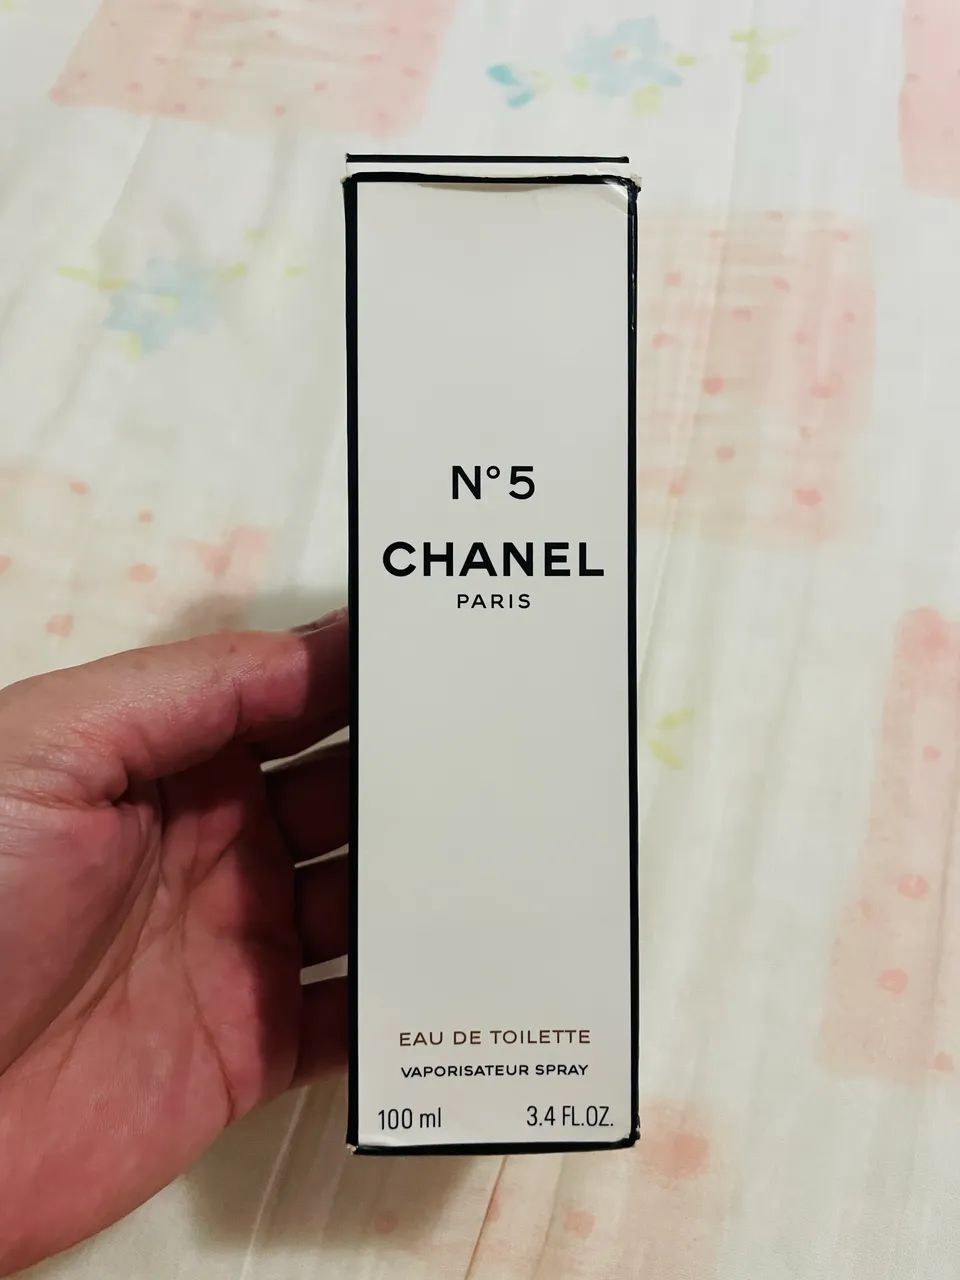 N°5
CHANEL
PARIS
EAU DE TOILETTE
VAPORISATEUR SPRAY
100 ml 3.4 FL.OZ.